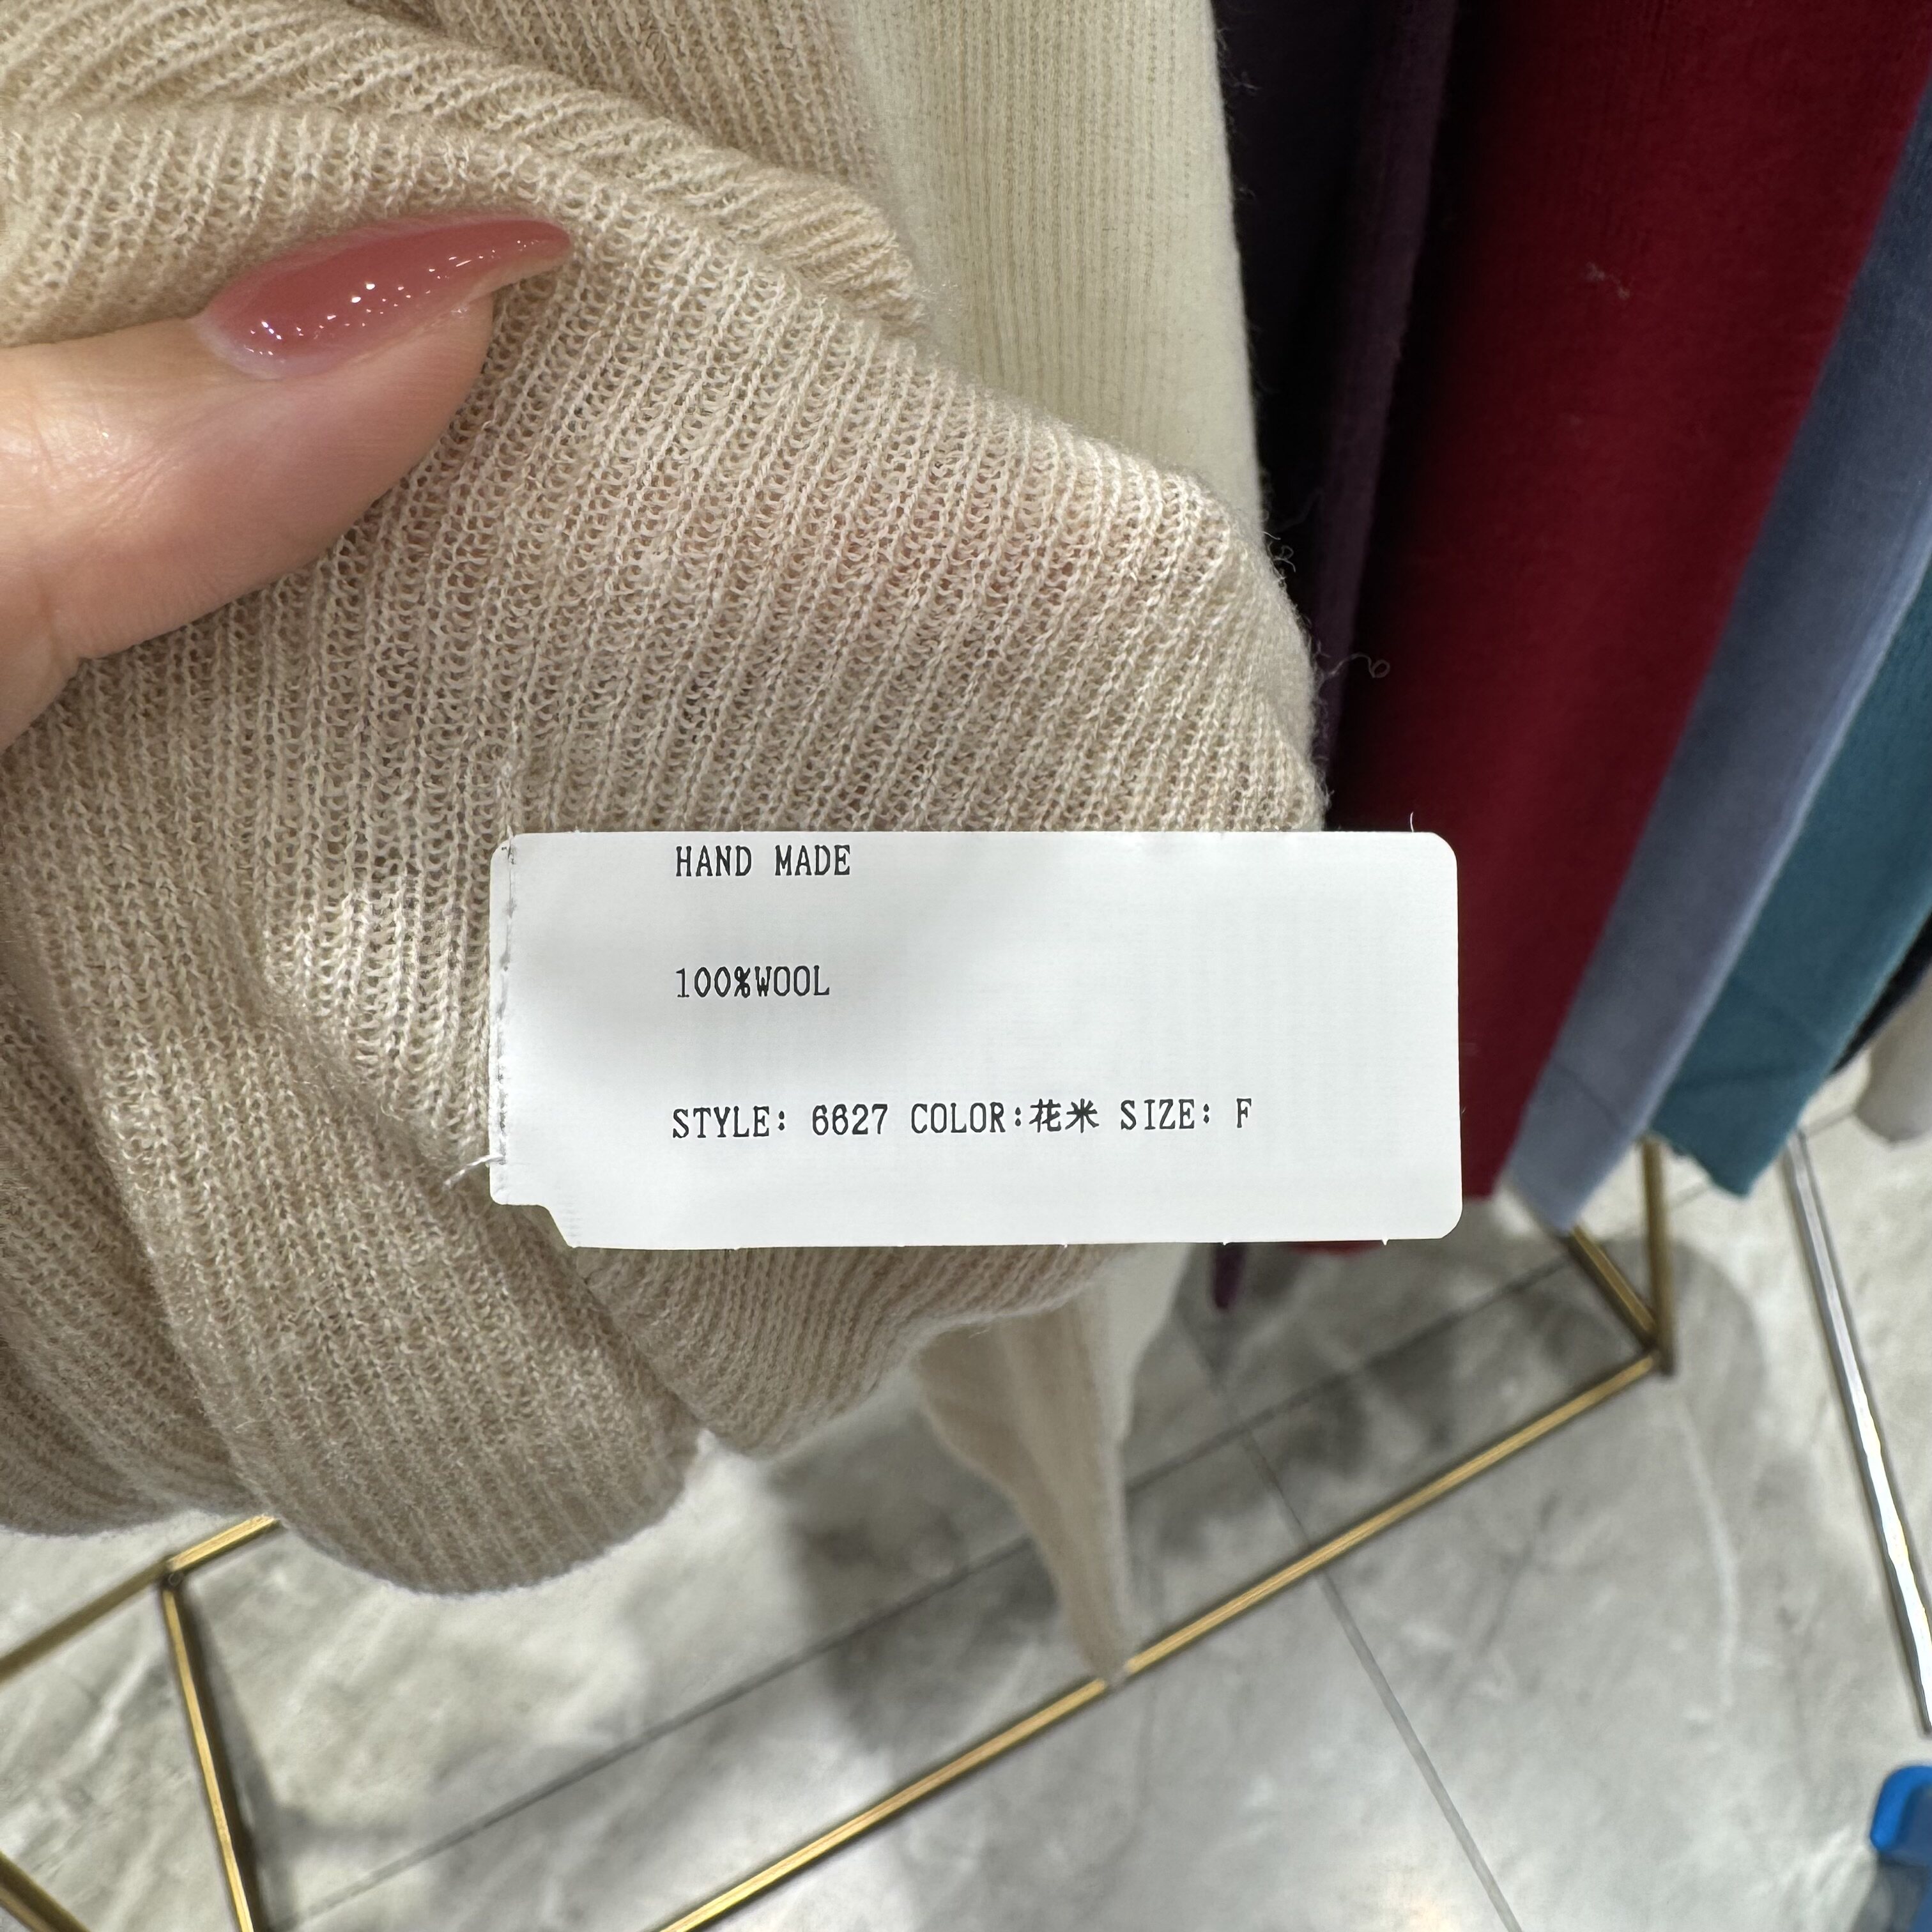 HAND MADE
100%WOOL
STYLE: 6627 COLOR:花米 SIZE: F